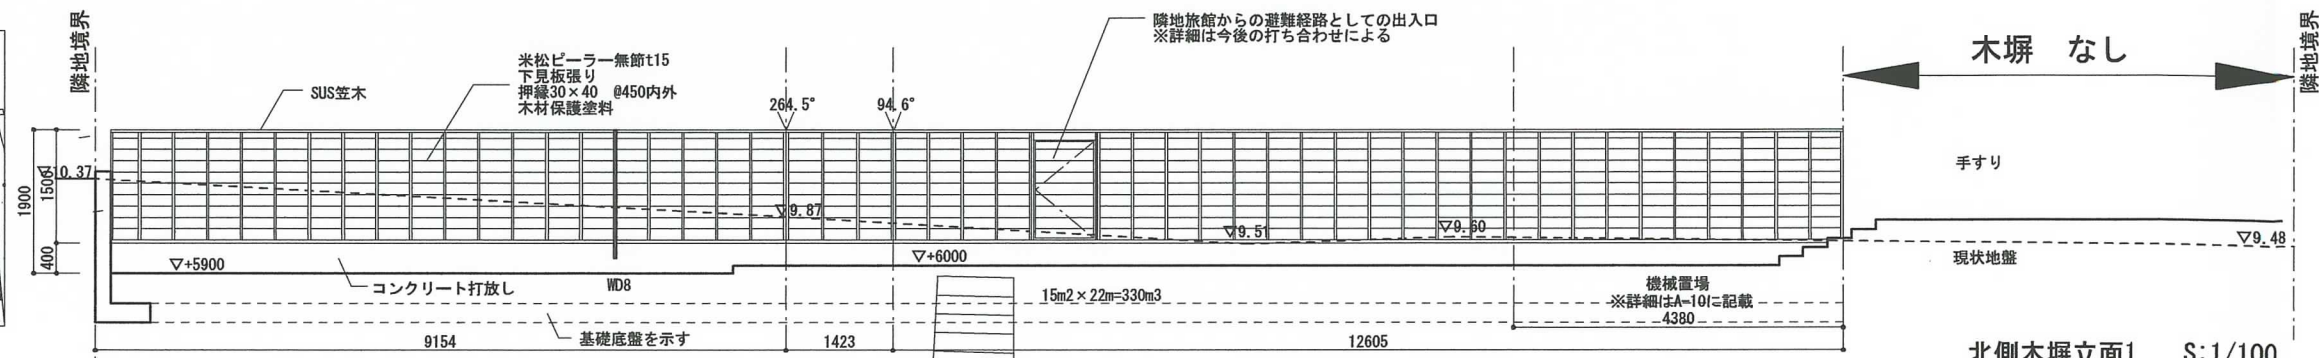 隣地境界
隣地旅館からの避難経路としての出入口
※詳細は今後の打ち合わせによる
木塀 なし
隣地境界
米松ピーラー無節t15
下見板張り
押縁30×40 @450内外
木材保護塗料
SUS笠木
264.5°
94.6°
手すり
▽10.37
1900
1500
400
▽9.87
▽9.51
▽9.60
▽9.48
▽+5900
▽+6000
現状地盤
コンクリート打放し
WD8
15m2×22m=330m3
機械置場
※詳細はA-10に記載
4380
基礎底盤を示す
9154
1423
12605
北側木塀立面1 S:1/100